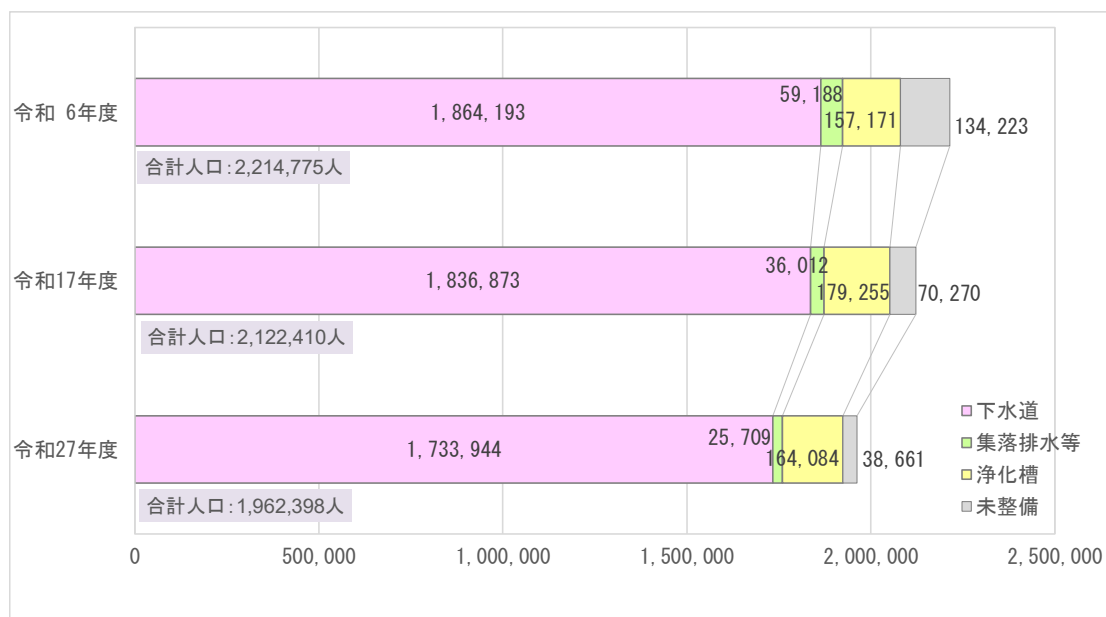 令和 6年度
1,864,193
59,188
157,171
134,223
合計人口:2,214,775人
令和17年度
1,836,873
36,012
179,255
70,270
合計人口:2,122,410人
令和27年度
1,733,944
25,709
164,084
38,661
合計人口:1,962,398人
下水道
集落排水等
浄化槽
未整備
0
500,000
1,000,000
1,500,000
2,000,000
2,500,000